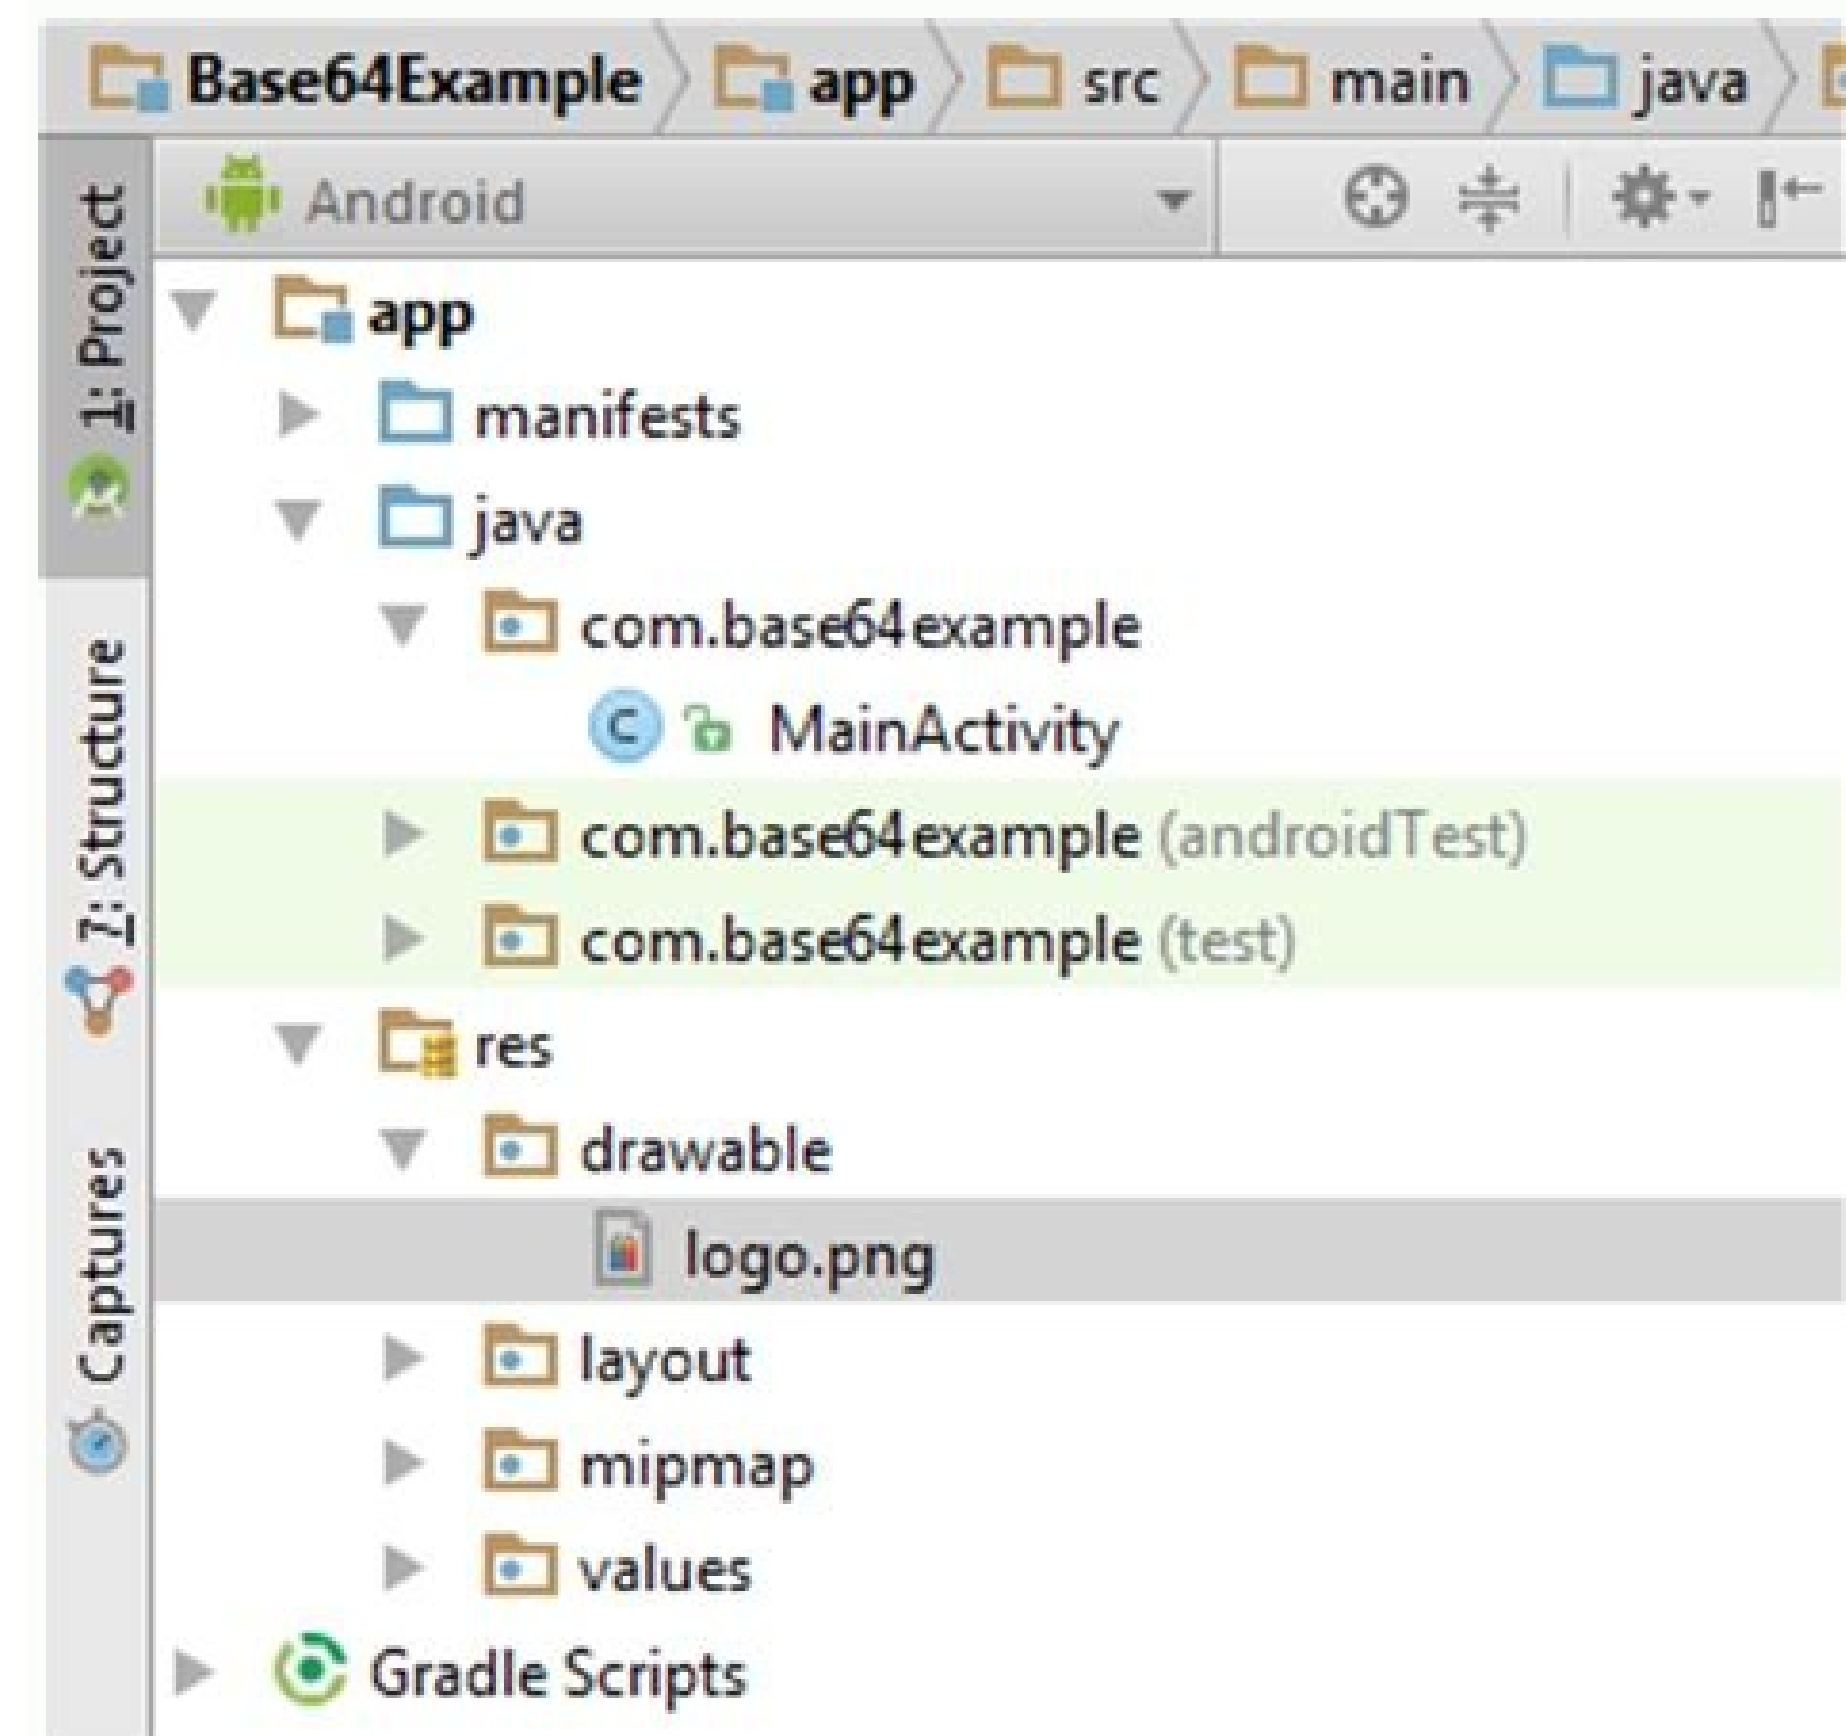 Base64Example app src main java
Android
1: Project
7: Structure
Captures
app
manifests
java
com.base64example
C MainActivity
com.base64example (androidTest)
com.base64example (test)
res
drawable
logo.png
layout
mipmap
values
Gradle Scripts